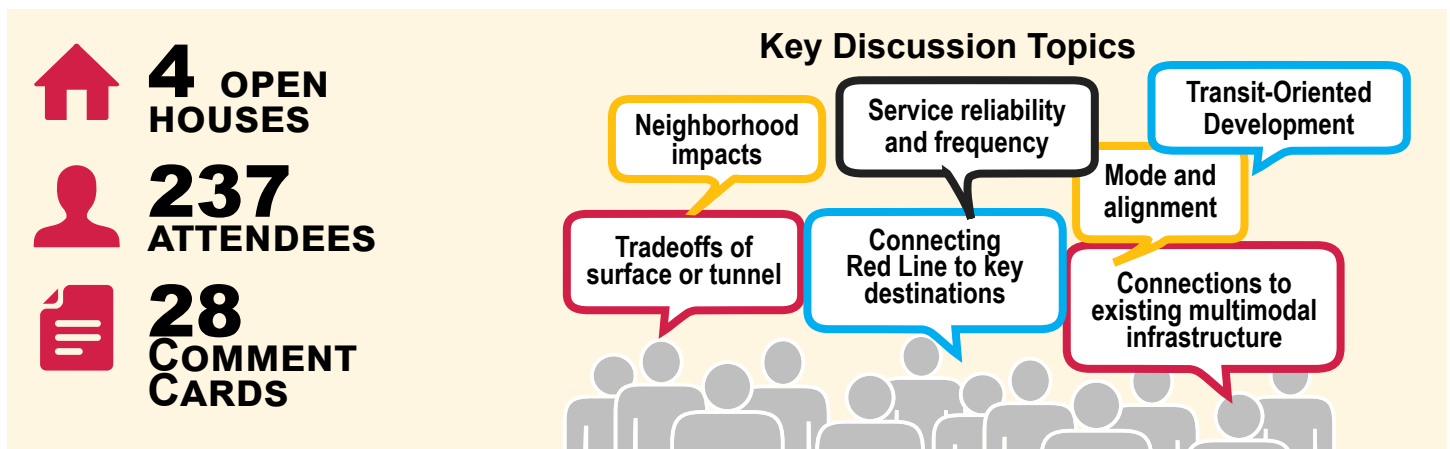 4 OPEN
HOUSES
237
ATTENDEES
28
COMMENT
CARDS
Key Discussion Topics
Neighborhood
impacts
Service reliability
and frequency
Transit-Oriented
Development
Mode and
alignment
Tradeoffs of
surface or tunnel
Connecting
Red Line to key
destinations
Connections to
existing multimodal
infrastructure